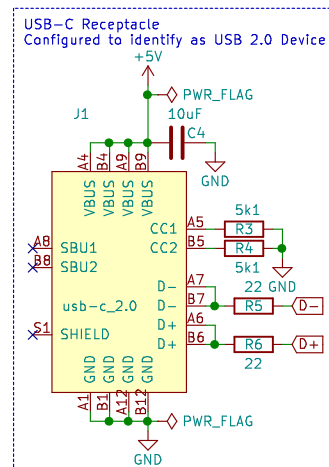 USB-C Receptacle
Configured to identify as USB 2.0 Device
+5V
PWR_FLAG
J1
10uF
C4
GND
A4 B4 A9 B9
VBUS VBUS VBUS VBUS
A8 SBU1
B8 SBU2
usb-c_2.0
S1 SHIELD
CC1 A5
CC2 B5
5k1
R3
R4
5k1
GND
D- A7
D- B7
22
R5
D-
D+ A6
D+ B6
R6
D+
22
GND GND GND GND
A1 B1 A12 B12
PWR_FLAG
GND